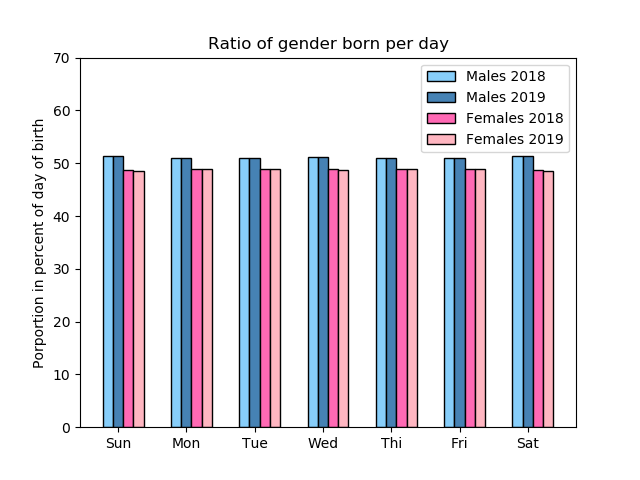 Ratio of gender born per day
Males 2018
Males 2019
Females 2018
Females 2019
Porportion in percent of day of birth
70
60
50
40
30
20
10
0
Sun Mon Tue Wed Thi Fri Sat